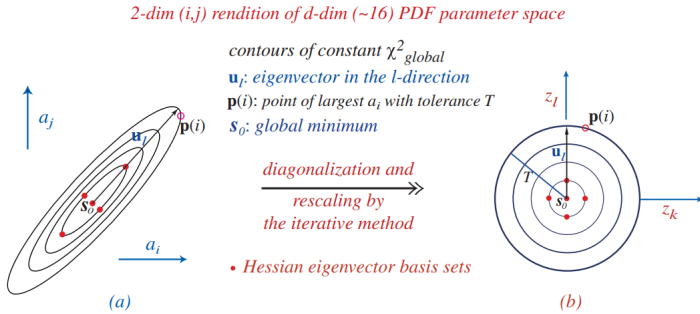 2-dim (i,j) rendition of d-dim (~16) PDF parameter space
contours of constant χ²global
uₗ: eigenvector in the l-direction
p(i): point of largest aᵢ with tolerance T
s₀: global minimum
diagonalization and
rescaling by
the iterative method
• Hessian eigenvector basis sets
aⱼ
p(i)
uₗ
s₀
aᵢ
(a)
zₗ
p(i)
uₗ
T
s₀
zₖ
(b)